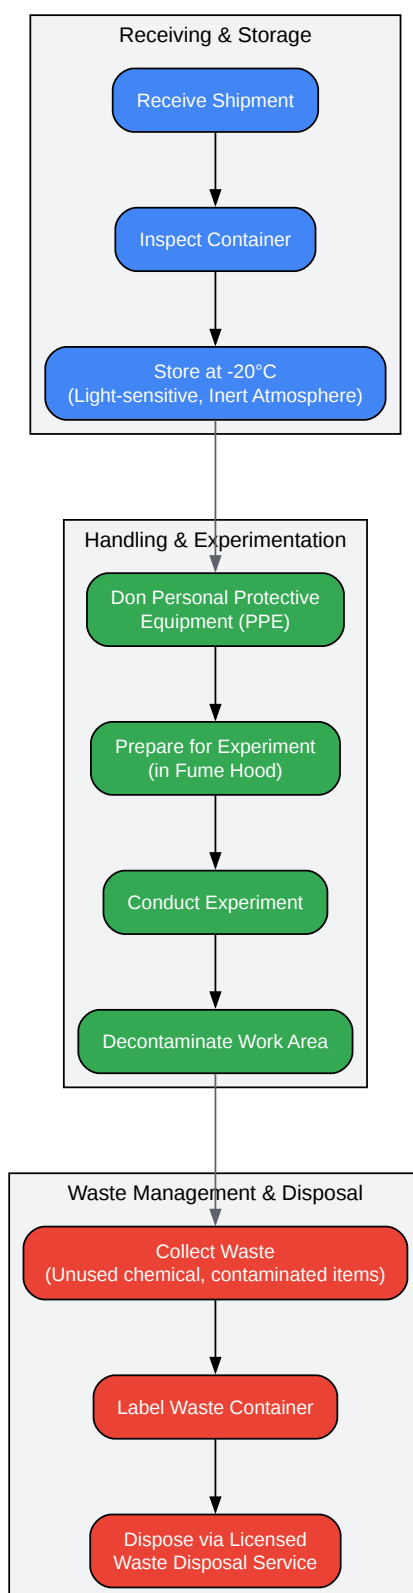 Receiving & Storage
Receive Shipment
Inspect Container
Store at -20°C
(Light-sensitive, Inert Atmosphere)
Handling & Experimentation
Don Personal Protective
Equipment (PPE)
Prepare for Experiment
(in Fume Hood)
Conduct Experiment
Decontaminate Work Area
Waste Management & Disposal
Collect Waste
(Unused chemical, contaminated items)
Label Waste Container
Dispose via Licensed
Waste Disposal Service